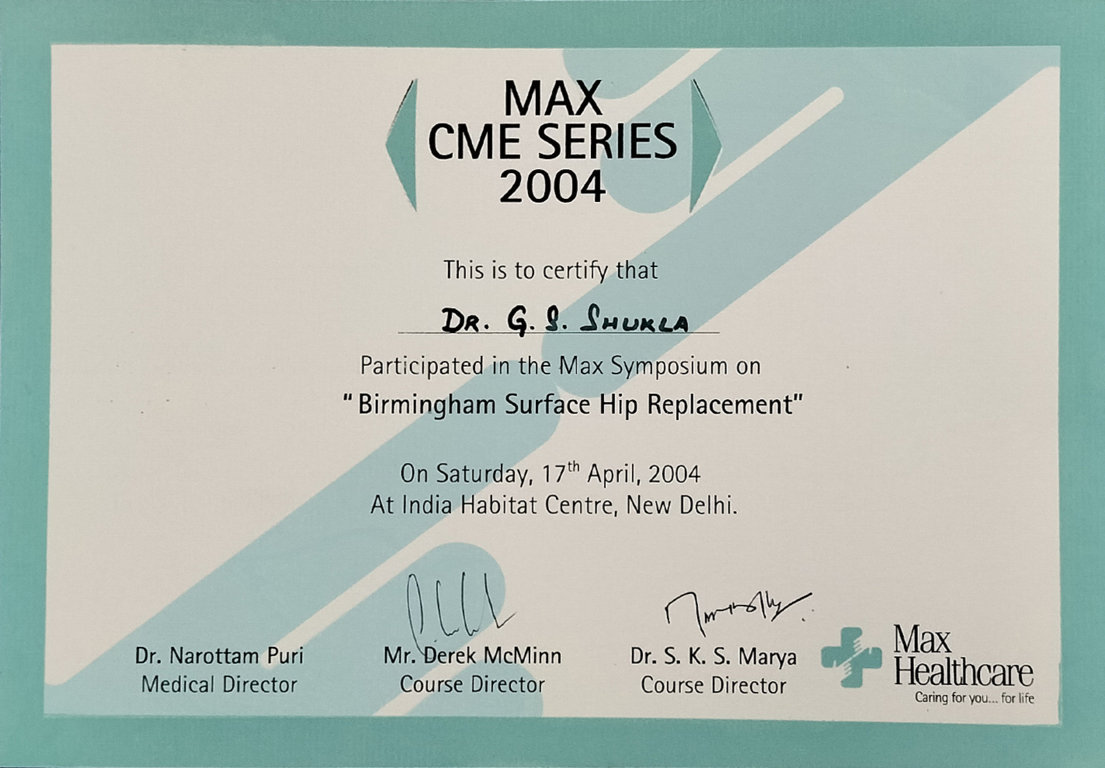 MAX
CME SERIES
2004
This is to certify that
DR. G. S. SHUKLA
Participated in the Max Symposium on
"Birmingham Surface Hip Replacement"
On Saturday, 17th April, 2004
At India Habitat Centre, New Delhi.
Dr. Narottam Puri
Medical Director
Mr. Derek McMinn
Course Director
Dr. S. K. S. Marya
Course Director
Max
Healthcare
Caring for you... for life